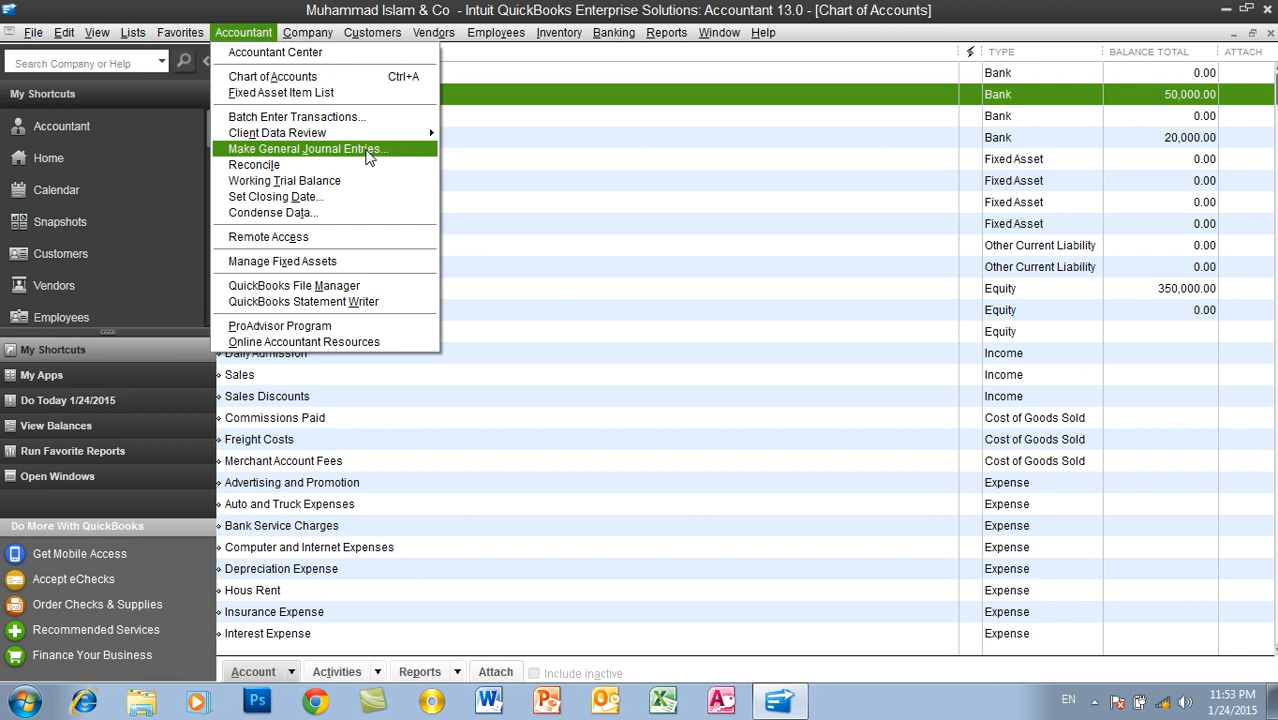 Muhammad Islam & Co - Intuit QuickBooks Enterprise Solutions: Accountant 13.0 - [Chart of Accounts]
File Edit View Lists Favorites Accountant Company Customers Vendors Employees Inventory Banking Reports Window Help
Search Company or Help
My Shortcuts
Accountant
Home
Calendar
Snapshots
Customers
Vendors
Employees
My Shortcuts
My Apps
Do Today 1/24/2015
View Balances
Run Favorite Reports
Open Windows
Do More With QuickBooks
Get Mobile Access
Accept eChecks
Order Checks & Supplies
Recommended Services
Finance Your Business
Accountant Center
Chart of Accounts Ctrl+A
Fixed Asset Item List
Batch Enter Transactions...
Client Data Review
Make General Journal Entries...
Reconcile
Working Trial Balance
Set Closing Date...
Condense Data...
Remote Access
Manage Fixed Assets
QuickBooks File Manager
QuickBooks Statement Writer
ProAdvisor Program
Online Accountant Resources
TYPE BALANCE TOTAL ATTACH
Bank 0.00
Bank 50,000.00
Bank 0.00
Bank 20,000.00
Fixed Asset 0.00
Fixed Asset 0.00
Fixed Asset 0.00
Fixed Asset 0.00
Other Current Liability 0.00
Other Current Liability 0.00
Equity 350,000.00
Equity 0.00
Equity
Daily Admission Income
Sales Income
Sales Discounts Income
Commissions Paid Cost of Goods Sold
Freight Costs Cost of Goods Sold
Merchant Account Fees Cost of Goods Sold
Advertising and Promotion Expense
Auto and Truck Expenses Expense
Bank Service Charges Expense
Computer and Internet Expenses Expense
Depreciation Expense Expense
Hous Rent Expense
Insurance Expense Expense
Interest Expense Expense
Account Activities Reports Attach Include inactive
Ps
EN
11:53 PM
1/24/2015